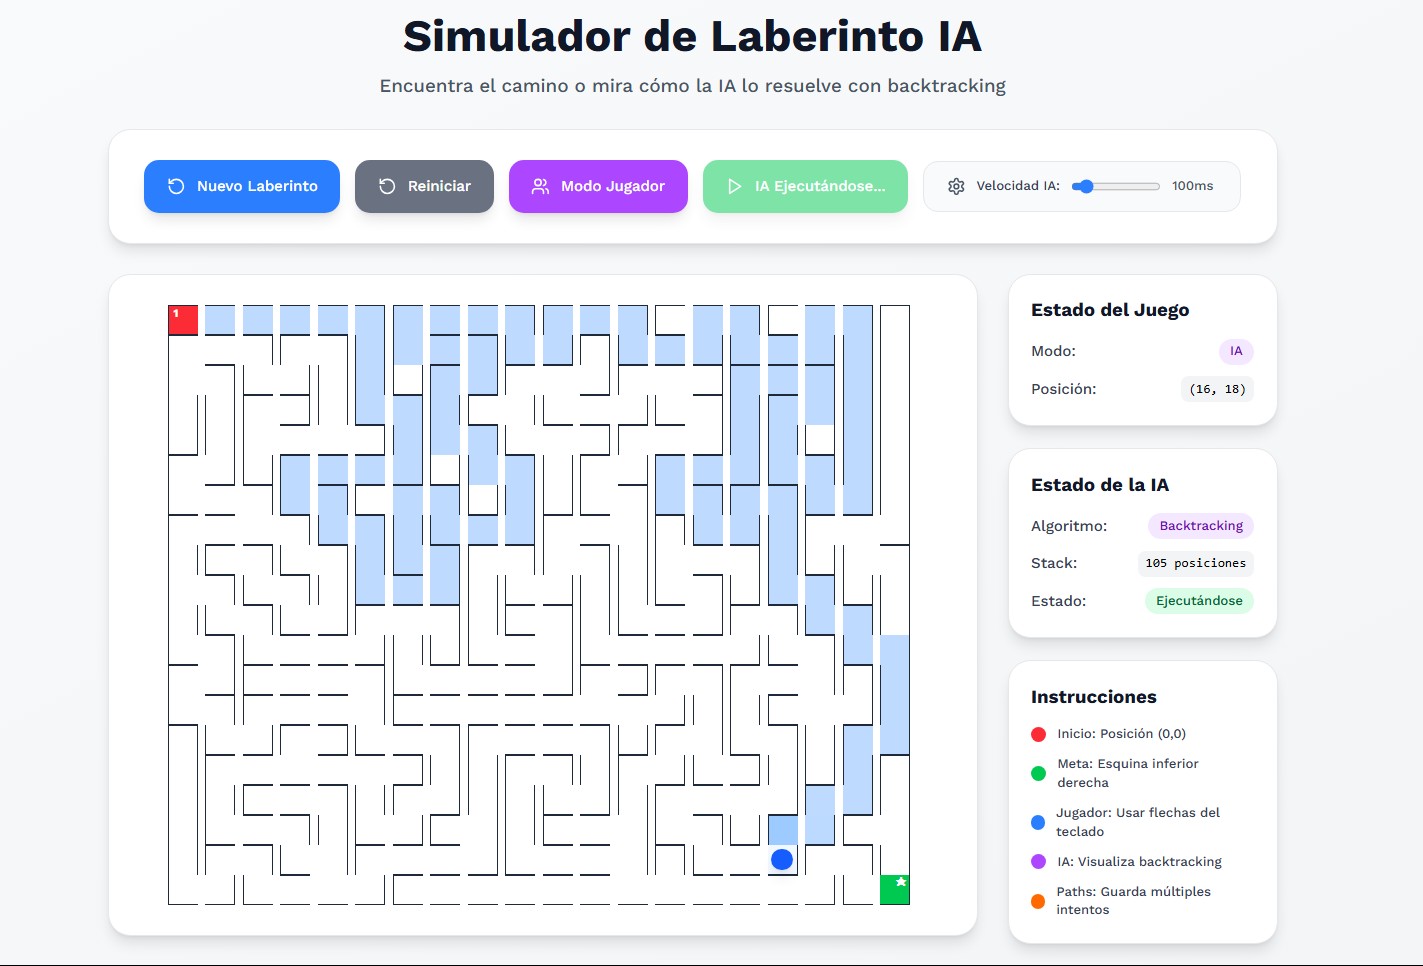 Simulador de Laberinto IA
Encuentra el camino o mira cómo la IA lo resuelve con backtracking
Nuevo Laberinto
Reiniciar
Modo Jugador
IA Ejecutándose...
Velocidad IA:
100ms
1
Estado del Juego
Modo:
IA
Posición:
(16, 18)
Estado de la IA
Algoritmo:
Backtracking
Stack:
105 posiciones
Estado:
Ejecutándose
Instrucciones
Inicio: Posición (0,0)
Meta: Esquina inferior
derecha
Jugador: Usar flechas del
teclado
IA: Visualiza backtracking
Paths: Guarda múltiples
intentos